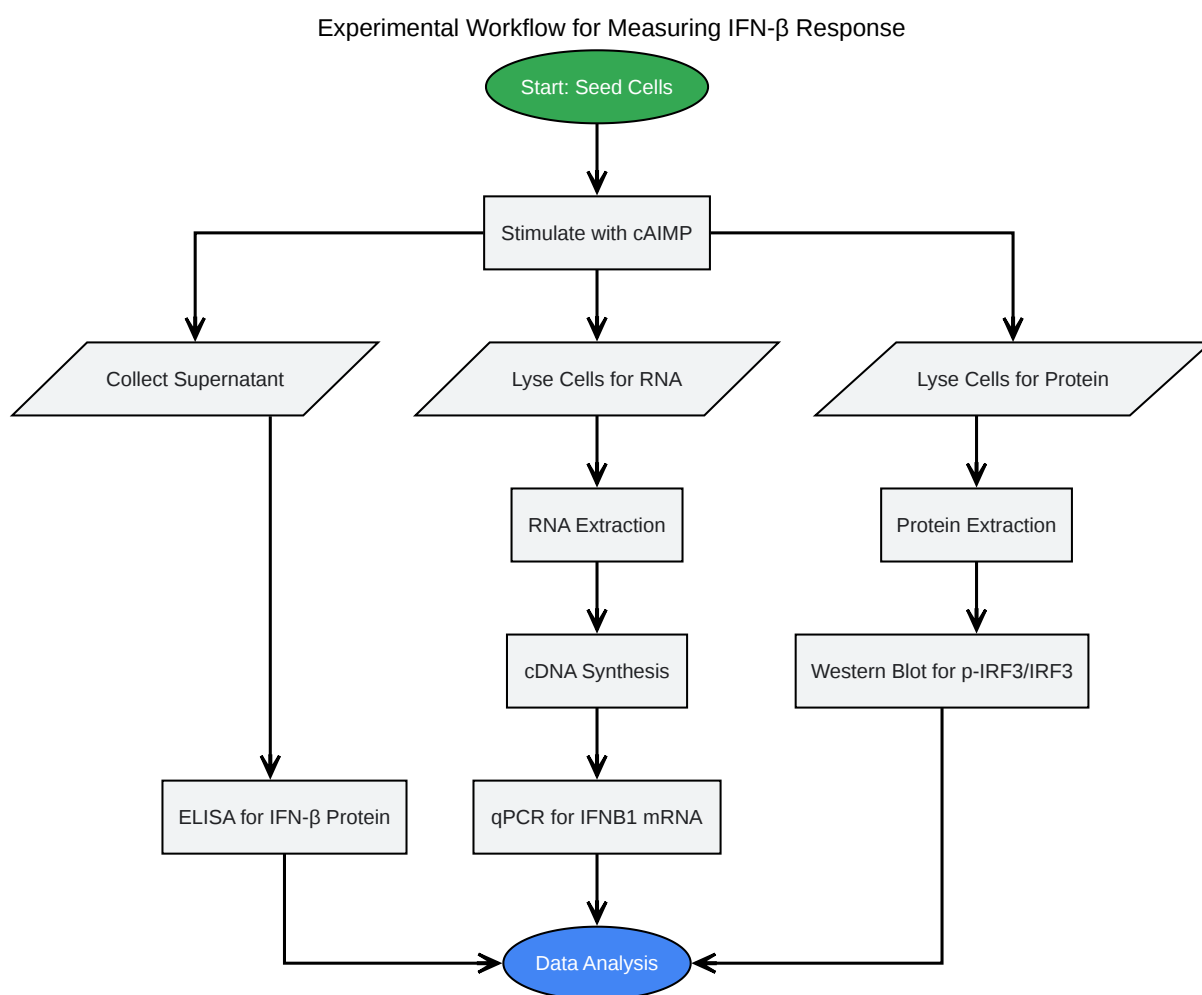 Experimental Workflow for Measuring IFN-β Response
Start: Seed Cells
Stimulate with cAIMP
Collect Supernatant
Lyse Cells for RNA
Lyse Cells for Protein
RNA Extraction
Protein Extraction
cDNA Synthesis
Western Blot for p-IRF3/IRF3
ELISA for IFN-β Protein
qPCR for IFNB1 mRNA
Data Analysis